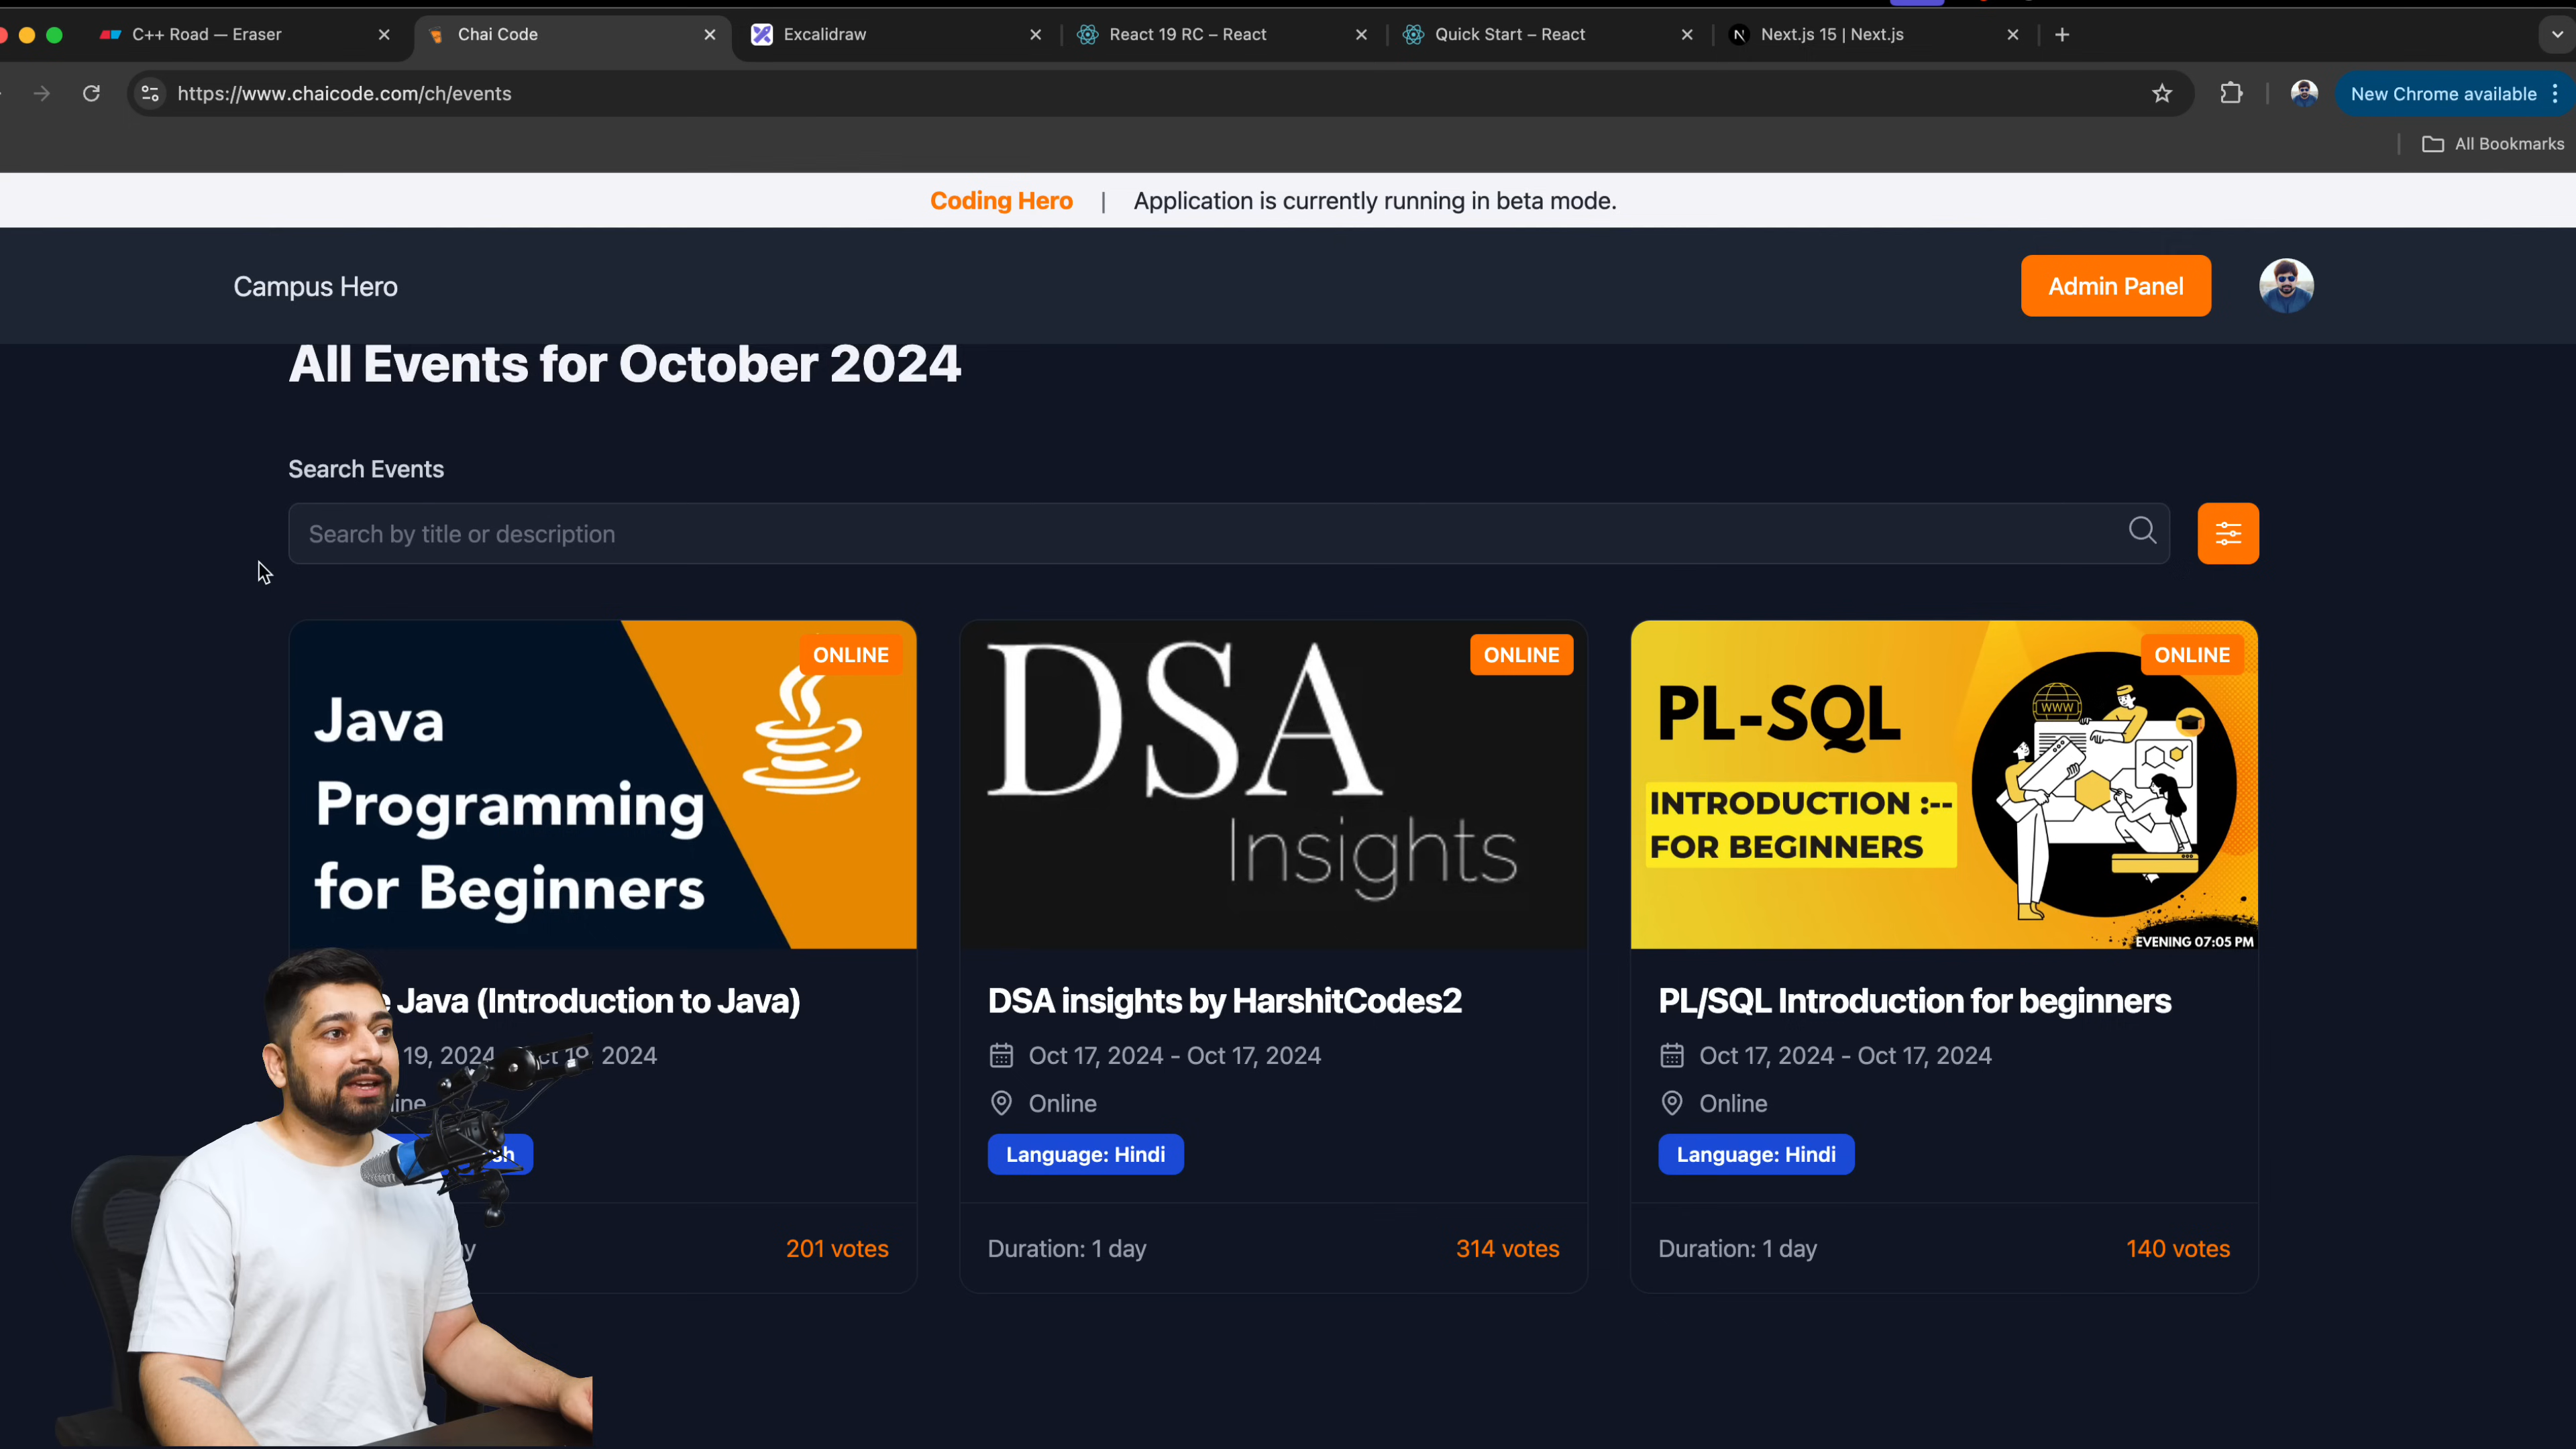 C++ Road — Eraser
Chai Code
Excalidraw
React 19 RC – React
Quick Start – React
Next.js 15 | Next.js
https://www.chaicode.com/ch/events
New Chrome available
All Bookmarks
Coding Hero | Application is currently running in beta mode.
Campus Hero
Admin Panel
All Events for October 2024
Search Events
Search by title or description
ONLINE
Java
Programming
for Beginners
Java (Introduction to Java)
19, 2024
2024
201 votes
ONLINE
DSA
Insights
DSA insights by HarshitCodes2
Oct 17, 2024 - Oct 17, 2024
Online
Language: Hindi
Duration: 1 day
314 votes
ONLINE
PL-SQL
WWW
INTRODUCTION :--
FOR BEGINNERS
EVENING 07:05 PM
PL/SQL Introduction for beginners
Oct 17, 2024 - Oct 17, 2024
Online
Language: Hindi
Duration: 1 day
140 votes